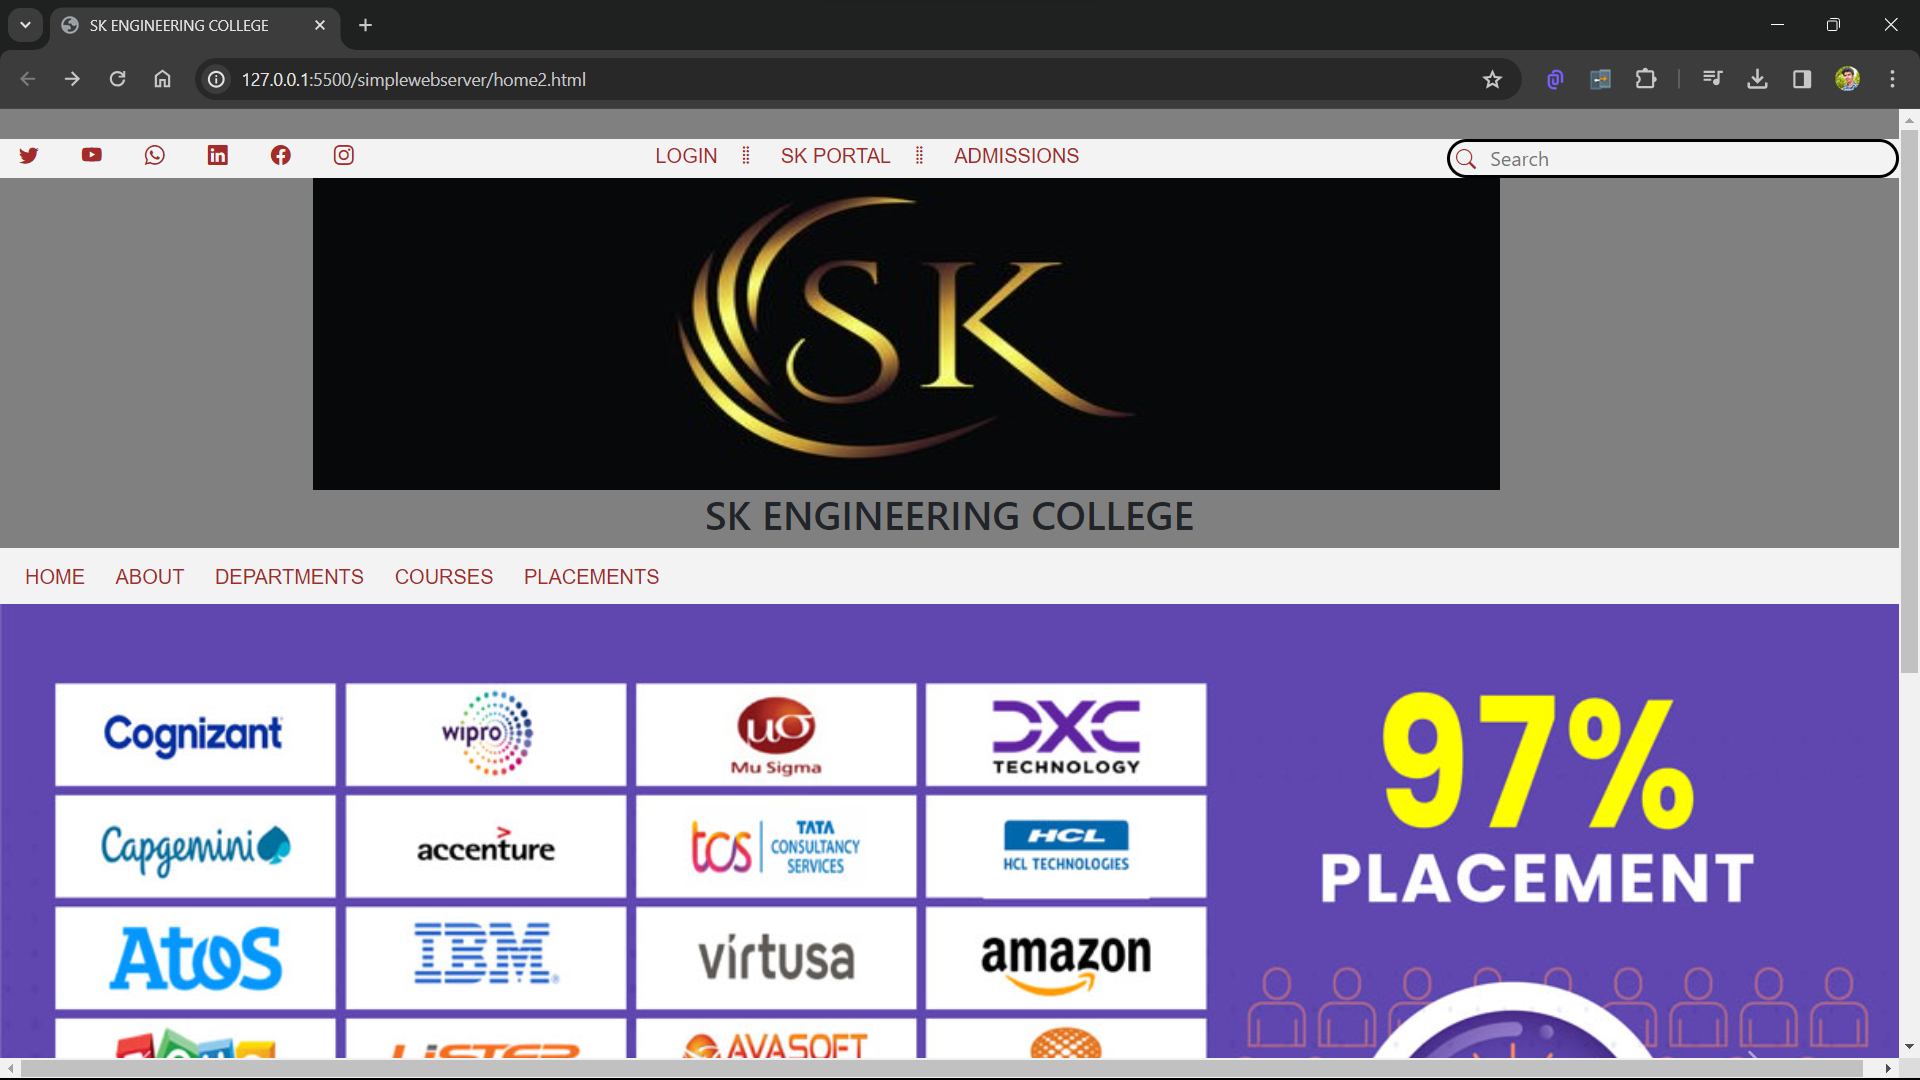 SK ENGINEERING COLLEGE
127.0.0.1:5500/simplewebserver/home2.html
LOGIN SK PORTAL ADMISSIONS
Search
SK
SK ENGINEERING COLLEGE
HOME ABOUT DEPARTMENTS COURSES PLACEMENTS
Cognizant
wipro
μσ
Mu Sigma
DXC
TECHNOLOGY
97%
PLACEMENT
Capgemini
accenture
tcs TATA
CONSULTANCY
SERVICES
HCL
HCL TECHNOLOGIES
Atos
IBM
virtusa
amazon
LISTER
AVASOFT